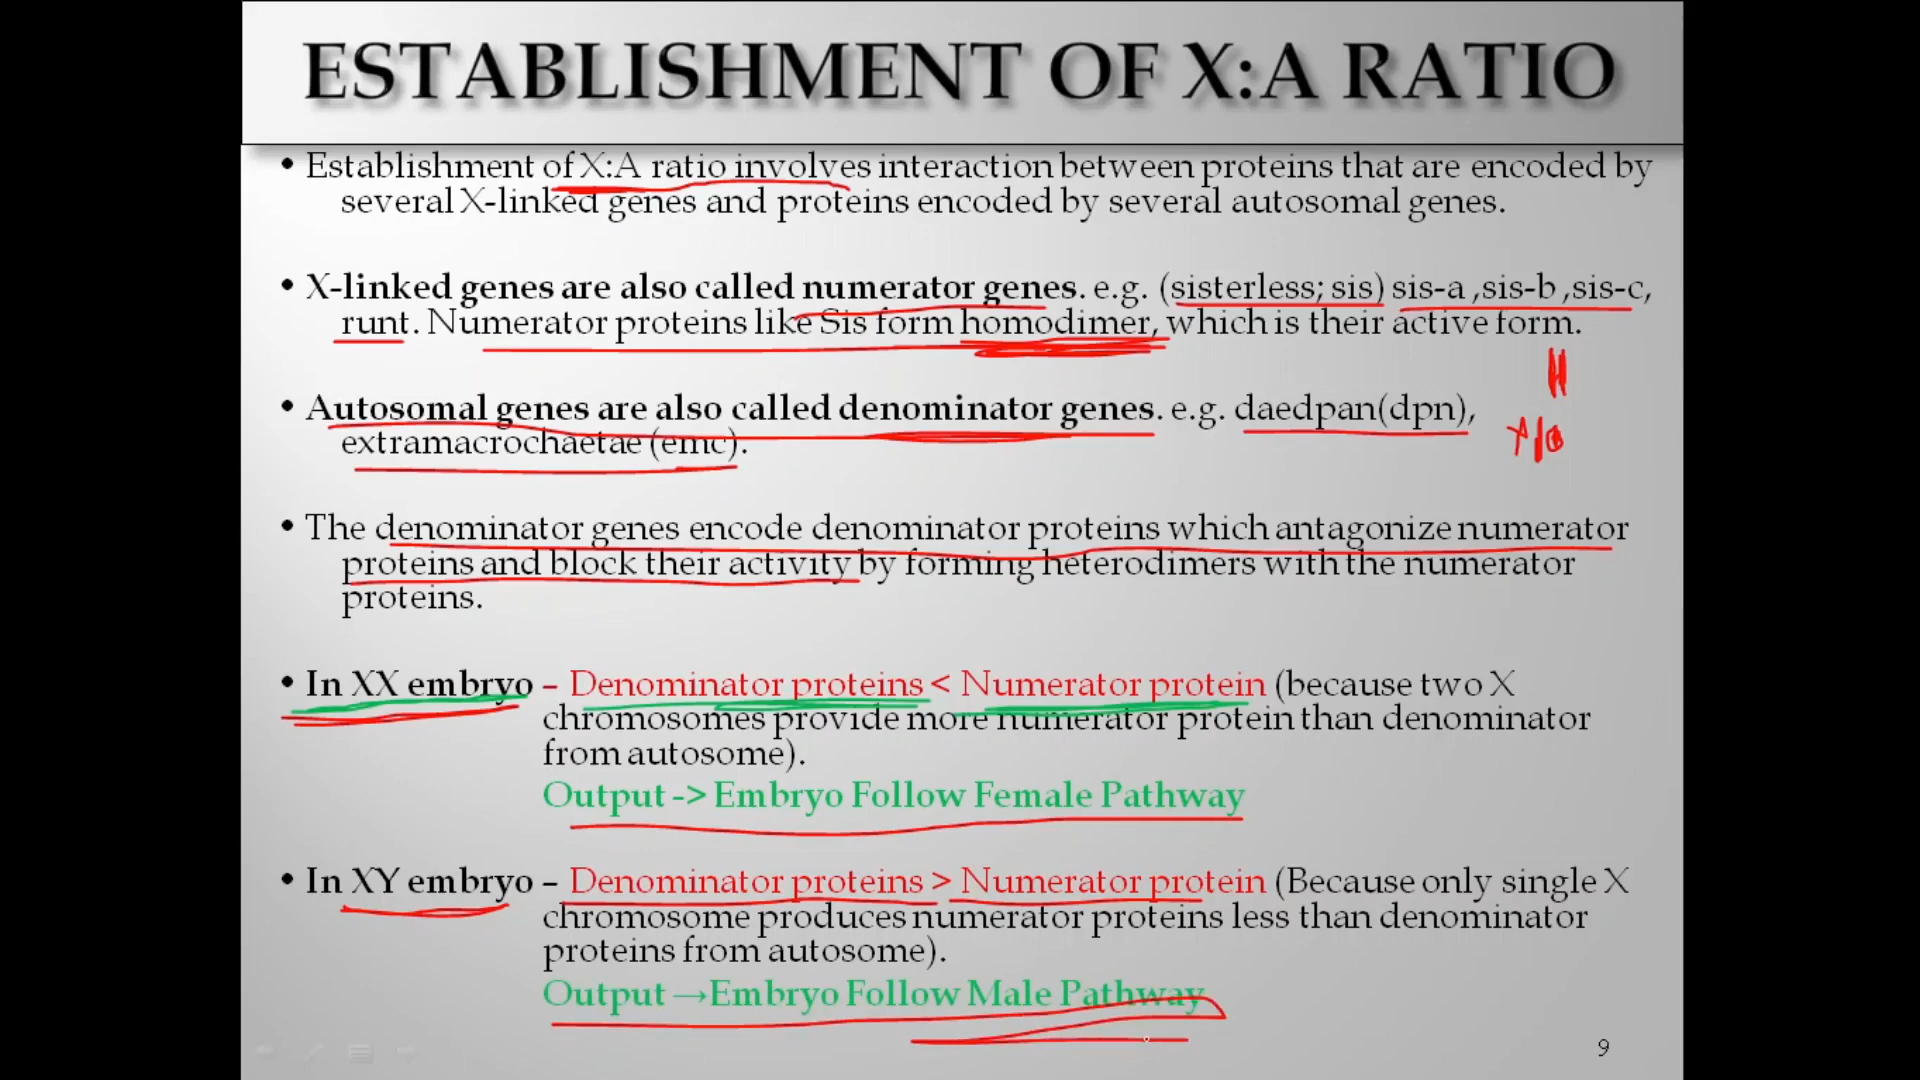 ESTABLISHMENT OF X:A RATIO
• Establishment of X:A ratio involves interaction between proteins that are encoded by
several X-linked genes and proteins encoded by several autosomal genes.
• X-linked genes are also called numerator genes. e.g. (sisterless; sis) sis-a ,sis-b ,sis-c,
runt. Numerator proteins like Sis form homodimer, which is their active form.
• Autosomal genes are also called denominator genes. e.g. daedpan(dpn),
extramacrochaetae (emc).
• The denominator genes encode denominator proteins which antagonize numerator
proteins and block their activity by forming heterodimers with the numerator
proteins.
• In XX embryo – Denominator proteins < Numerator protein (because two X
chromosomes provide more numerator protein than denominator
from autosome).
Output -> Embryo Follow Female Pathway
• In XY embryo – Denominator proteins > Numerator protein (Because only single X
chromosome produces numerator proteins less than denominator
proteins from autosome).
Output →Embryo Follow Male Pathway
9